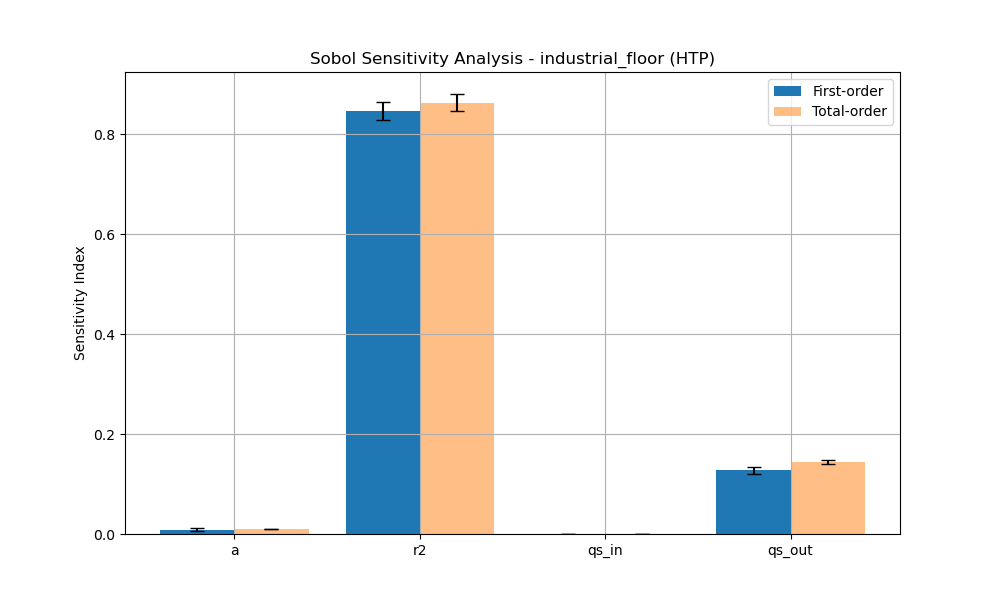 Sobol Sensitivity Analysis - industrial_floor (HTP)
First-order
Total-order
Sensitivity Index
0.8
0.6
0.4
0.2
0.0
a r2 qs_in qs_out